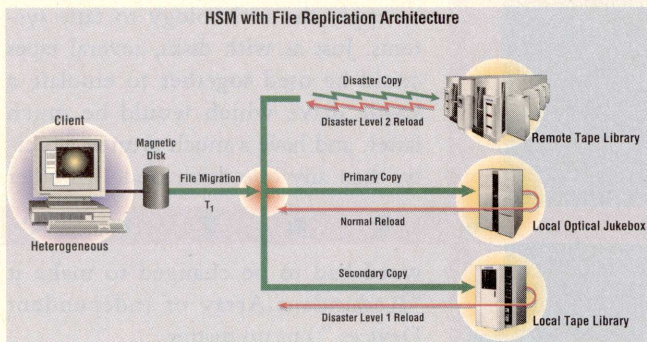 HSM with File Replication Architecture
Disaster Copy
Disaster Level 2 Reload
Remote Tape Library
Client
Magnetic
Disk
File Migration
T1
Heterogeneous
Primary Copy
Normal Reload
Local Optical Jukebox
Secondary Copy
Disaster Level 1 Reload
Local Tape Library